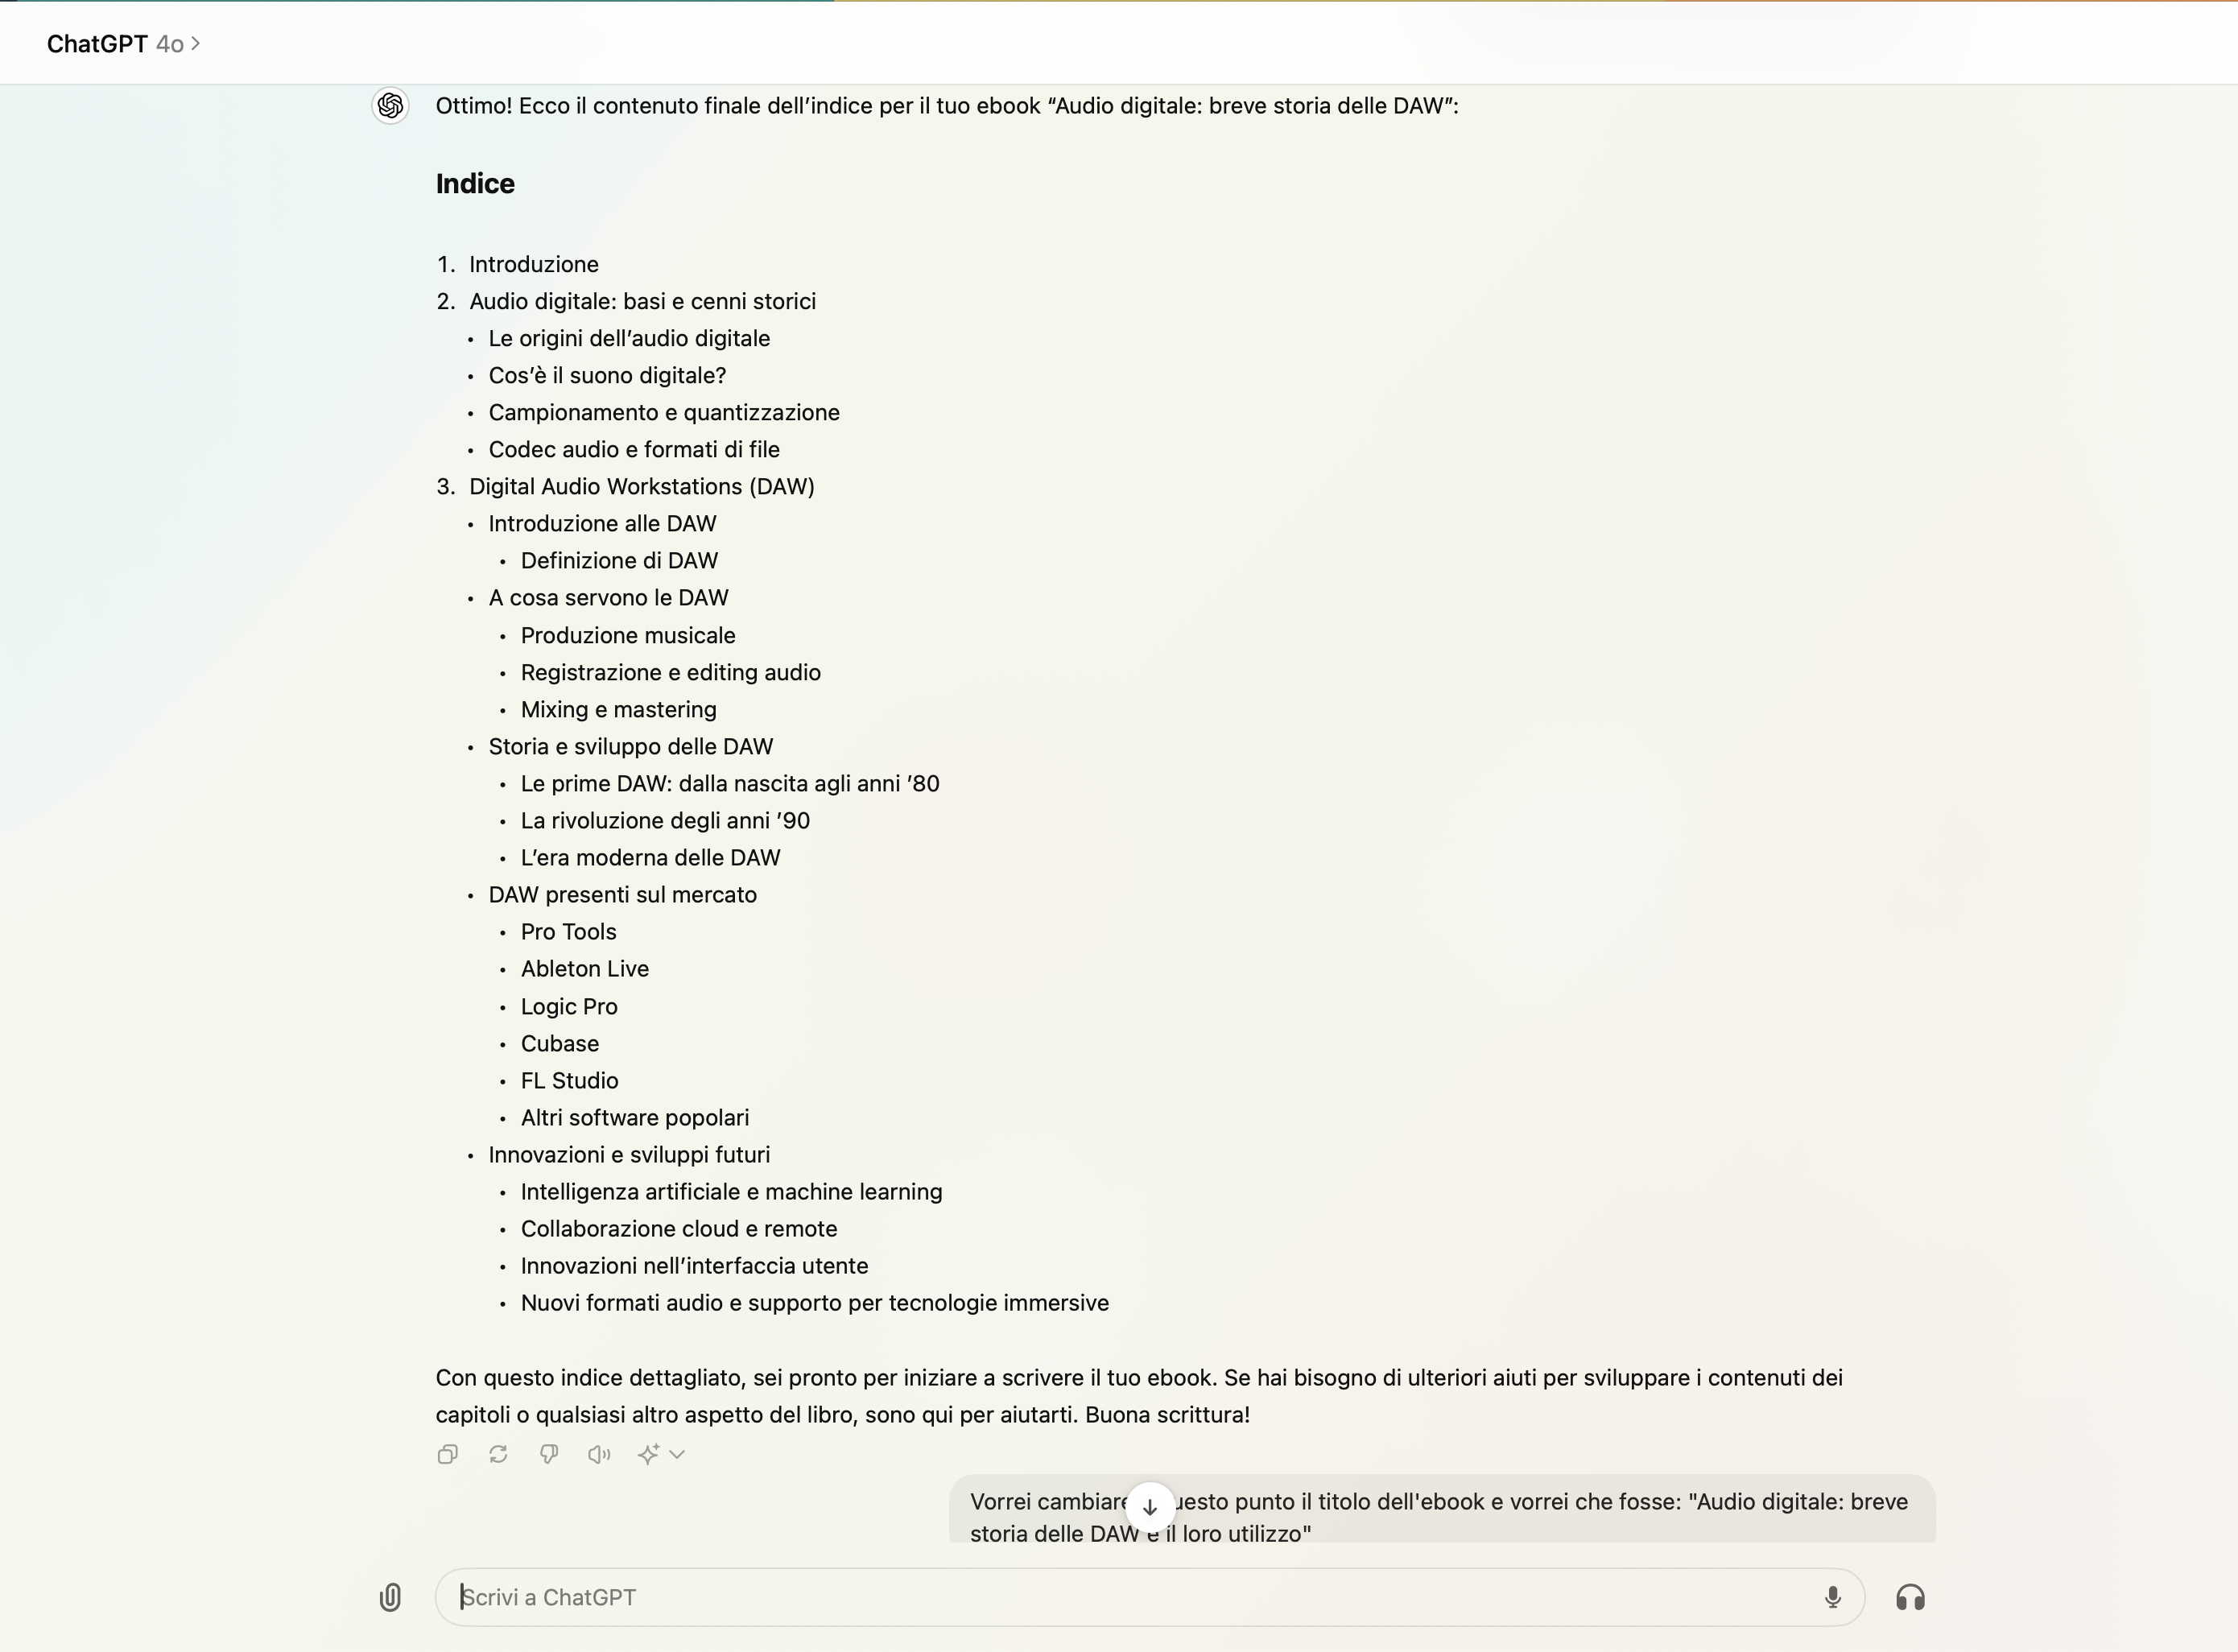 ChatGPT 4o >
Ottimo! Ecco il contenuto finale dell’indice per il tuo ebook “Audio digitale: breve storia delle DAW”:
Indice
1. Introduzione
2. Audio digitale: basi e cenni storici
• Le origini dell’audio digitale
• Cos’è il suono digitale?
• Campionamento e quantizzazione
• Codec audio e formati di file
3. Digital Audio Workstations (DAW)
• Introduzione alle DAW
• Definizione di DAW
• A cosa servono le DAW
• Produzione musicale
• Registrazione e editing audio
• Mixing e mastering
• Storia e sviluppo delle DAW
• Le prime DAW: dalla nascita agli anni ’80
• La rivoluzione degli anni ’90
• L’era moderna delle DAW
• DAW presenti sul mercato
• Pro Tools
• Ableton Live
• Logic Pro
• Cubase
• FL Studio
• Altri software popolari
• Innovazioni e sviluppi futuri
• Intelligenza artificiale e machine learning
• Collaborazione cloud e remote
• Innovazioni nell’interfaccia utente
• Nuovi formati audio e supporto per tecnologie immersive
Con questo indice dettagliato, sei pronto per iniziare a scrivere il tuo ebook. Se hai bisogno di ulteriori aiuti per sviluppare i contenuti dei
capitoli o qualsiasi altro aspetto del libro, sono qui per aiutarti. Buona scrittura!
Vorrei cambiare uesto punto il titolo dell'ebook e vorrei che fosse: "Audio digitale: breve
storia delle DAW e il loro utilizzo"
Scrivi a ChatGPT